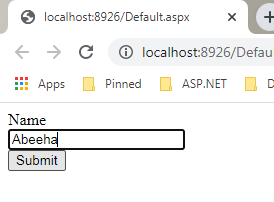 localhost:8926/Default.aspx
localhost:8926/Defau
Apps Pinned ASP.NET D
Name
Abeeha
Submit